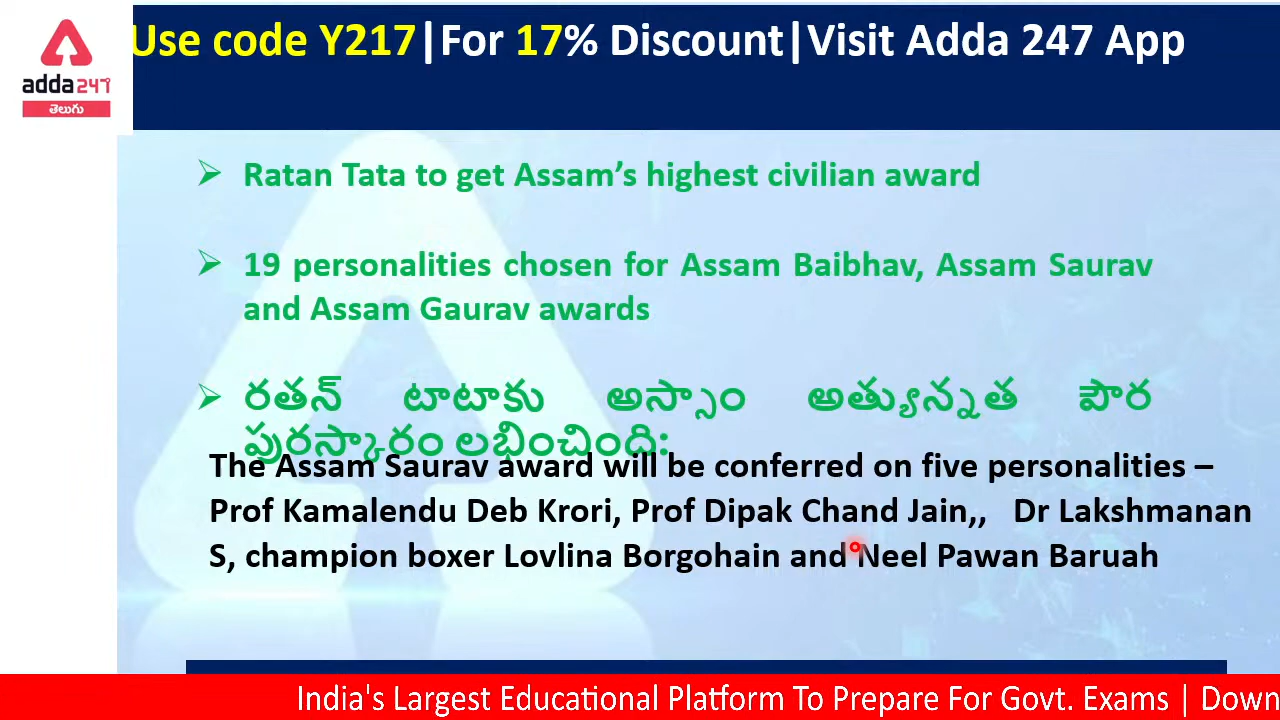 Use code Y217|For 17% Discount|Visit Adda 247 App
adda247
తెలుగు
Ratan Tata to get Assam’s highest civilian award
19 personalities chosen for Assam Baibhav, Assam Saurav
and Assam Gaurav awards
రతన్ టాటాకు అస్సాం అత్యున్నత పౌర
పురస్కారం లభించింది:
The Assam Saurav award will be conferred on five personalities –
Prof Kamalendu Deb Krori, Prof Dipak Chand Jain,, Dr Lakshmanan
S, champion boxer Lovlina Borgohain and Neel Pawan Baruah
India's Largest Educational Platform To Prepare For Govt. Exams | Down